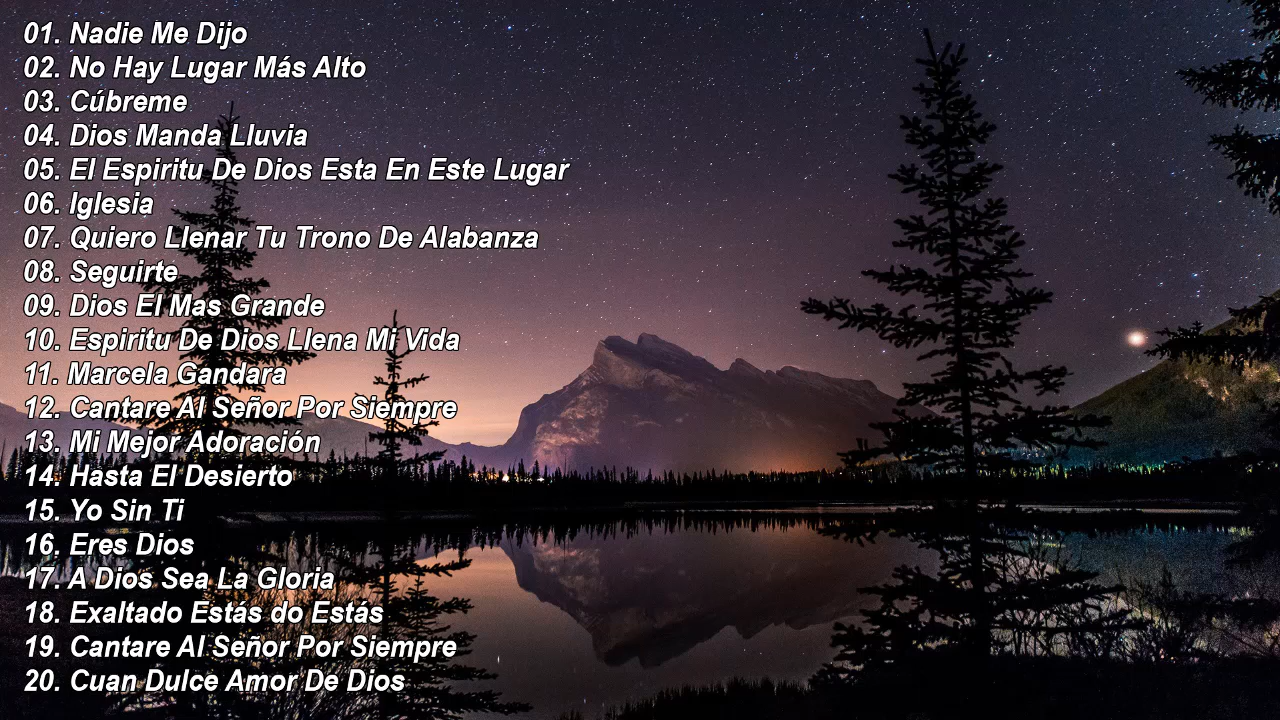 01. Nadie Me Dijo
02. No Hay Lugar Más Alto
03. Cúbreme
04. Dios Manda Lluvia
05. El Espiritu De Dios Esta En Este Lugar
06. Iglesia
07. Quiero Llenar Tu Trono De Alabanza
08. Seguirte
09. Dios El Mas Grande
10. Espiritu De Dios Llena Mi Vida
11. Marcela Gandara
12. Cantare Al Señor Por Siempre
13. Mi Mejor Adoración
14. Hasta El Desierto
15. Yo Sin Ti
16. Eres Dios
17. A Dios Sea La Gloria
18. Exaltado Estás do Estás
19. Cantare Al Señor Por Siempre
20. Cuan Dulce Amor De Dios